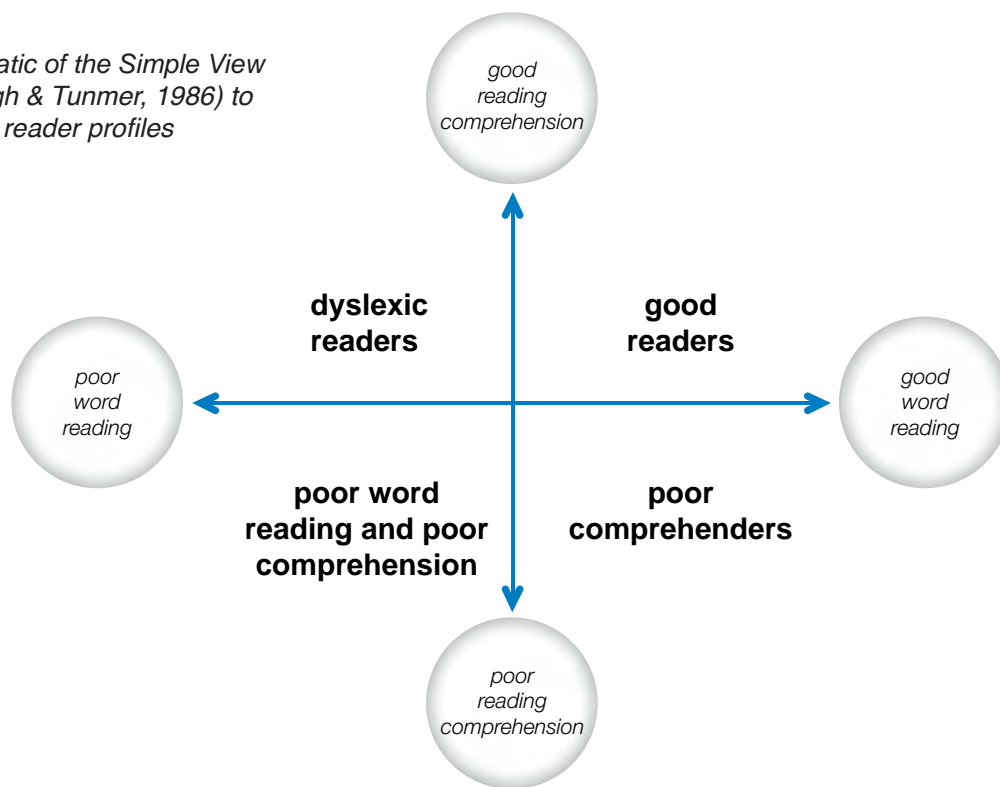 atic of the Simple View
gh & Tunmer, 1986) to
reader profiles
good
reading
comprehension
dyslexic
readers
good
readers
poor
word
reading
good
word
reading
poor word
reading and poor
comprehension
poor
comprehenders
poor
reading
comprehension